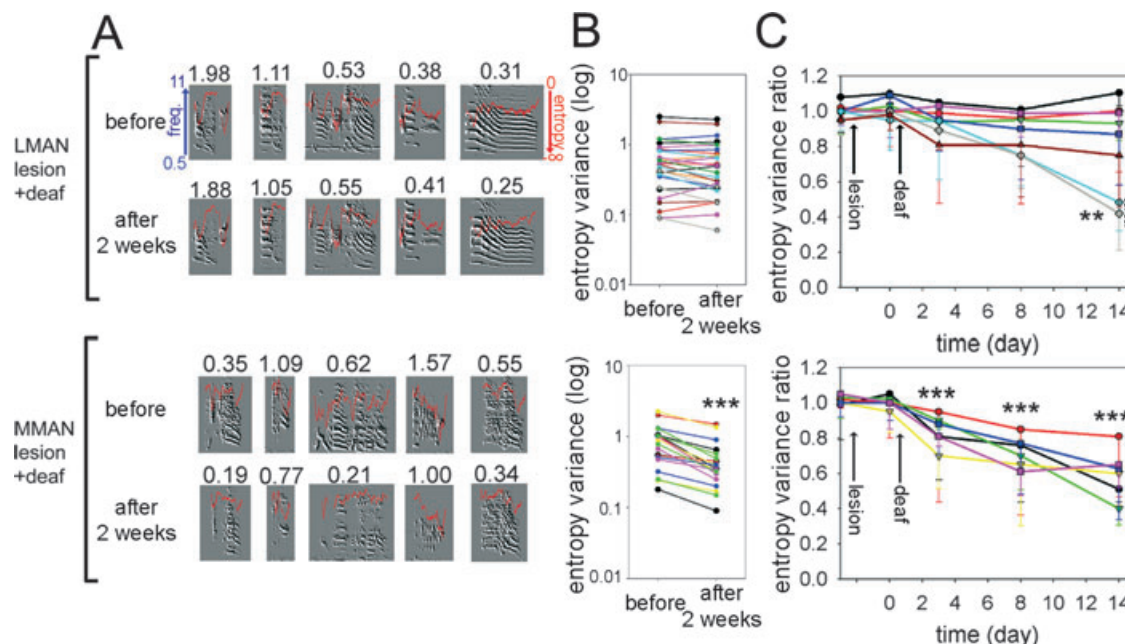 A
B
C
LMAN
lesion
+deaf
before
1.98 1.11 0.53 0.38 0.31
11
freq.
0.5
0
entropy
8
after
2 weeks
1.88 1.05 0.55 0.41 0.25
entropy variance (log)
10
1
0.1
0.01
before after
2 weeks
entropy variance ratio
1.2
1.0
0.8
0.6
0.4
0.2
0.0
lesion
deaf
**
0 2 4 6 8 10 12 14
time (day)
MMAN
lesion
+deaf
before
0.35 1.09 0.62 1.57 0.55
after
2 weeks
0.19 0.77 0.21 1.00 0.34
entropy variance (log)
10
1
0.1
0.01
***
before after
2 weeks
entropy variance ratio
1.2
1.0
0.8
0.6
0.4
0.2
0.0
lesion
deaf
*** *** ***
0 2 4 6 8 10 12 14
time (day)